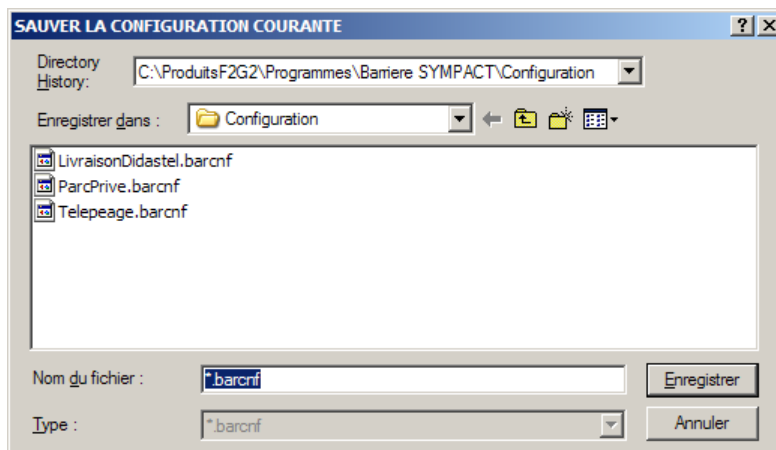 SAUVER LA CONFIGURATION COURANTE
Directory
History:
C:\ProduitsF2G2\Programmes\Barriere SYMPACT\Configuration
Enregistrer dans :
Configuration
LivraisonDidastel.barcnf
ParcPrive.barcnf
Telepeage.barcnf
Nom du fichier :
*.barcnf
Enregistrer
Type :
*.barcnf
Annuler